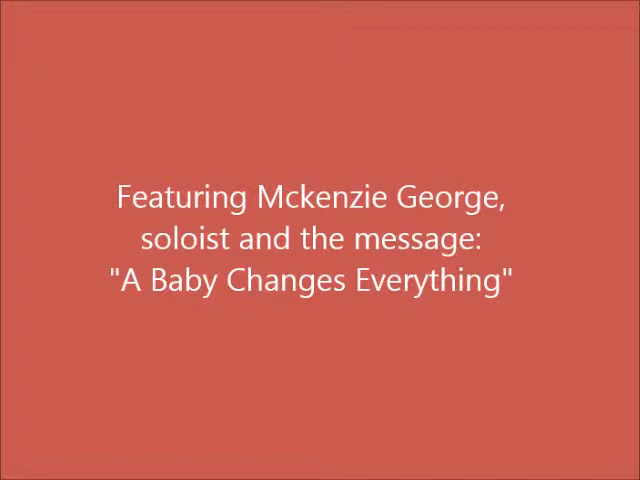 Featuring Mckenzie George,
soloist and the message:
"A Baby Changes Everything"